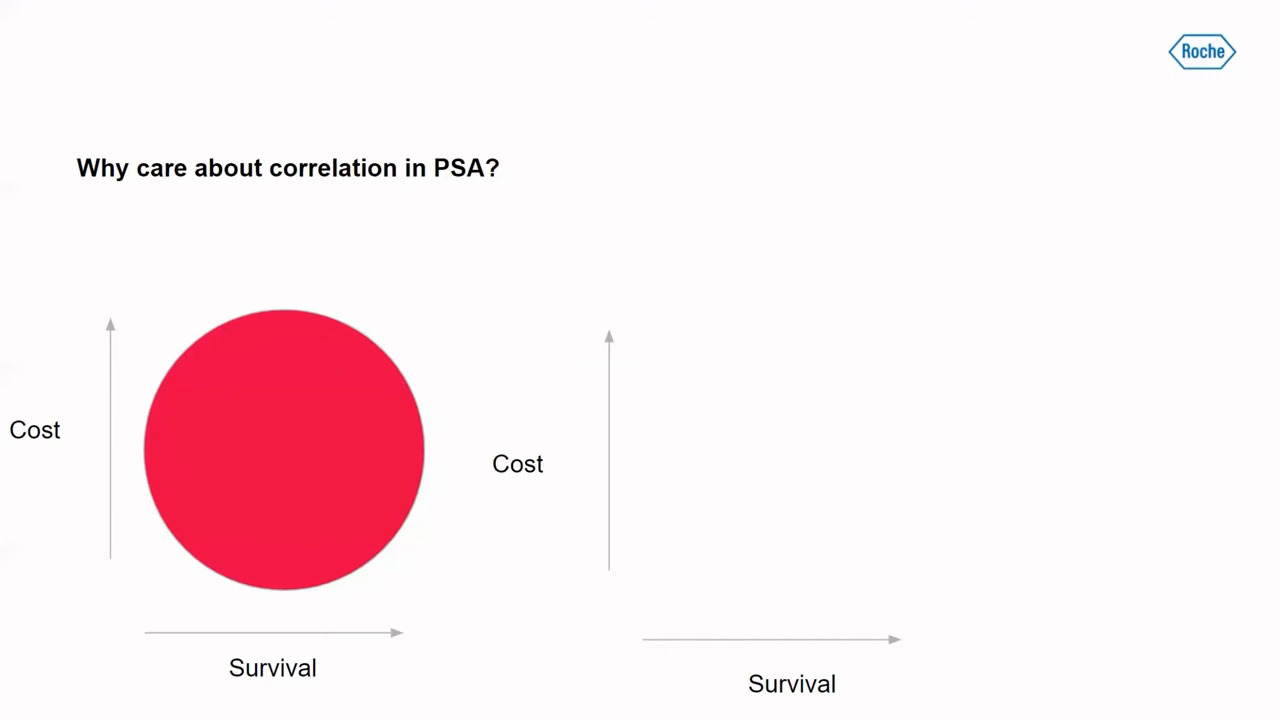 Roche
Why care about correlation in PSA?
Cost
Survival
Cost
Survival